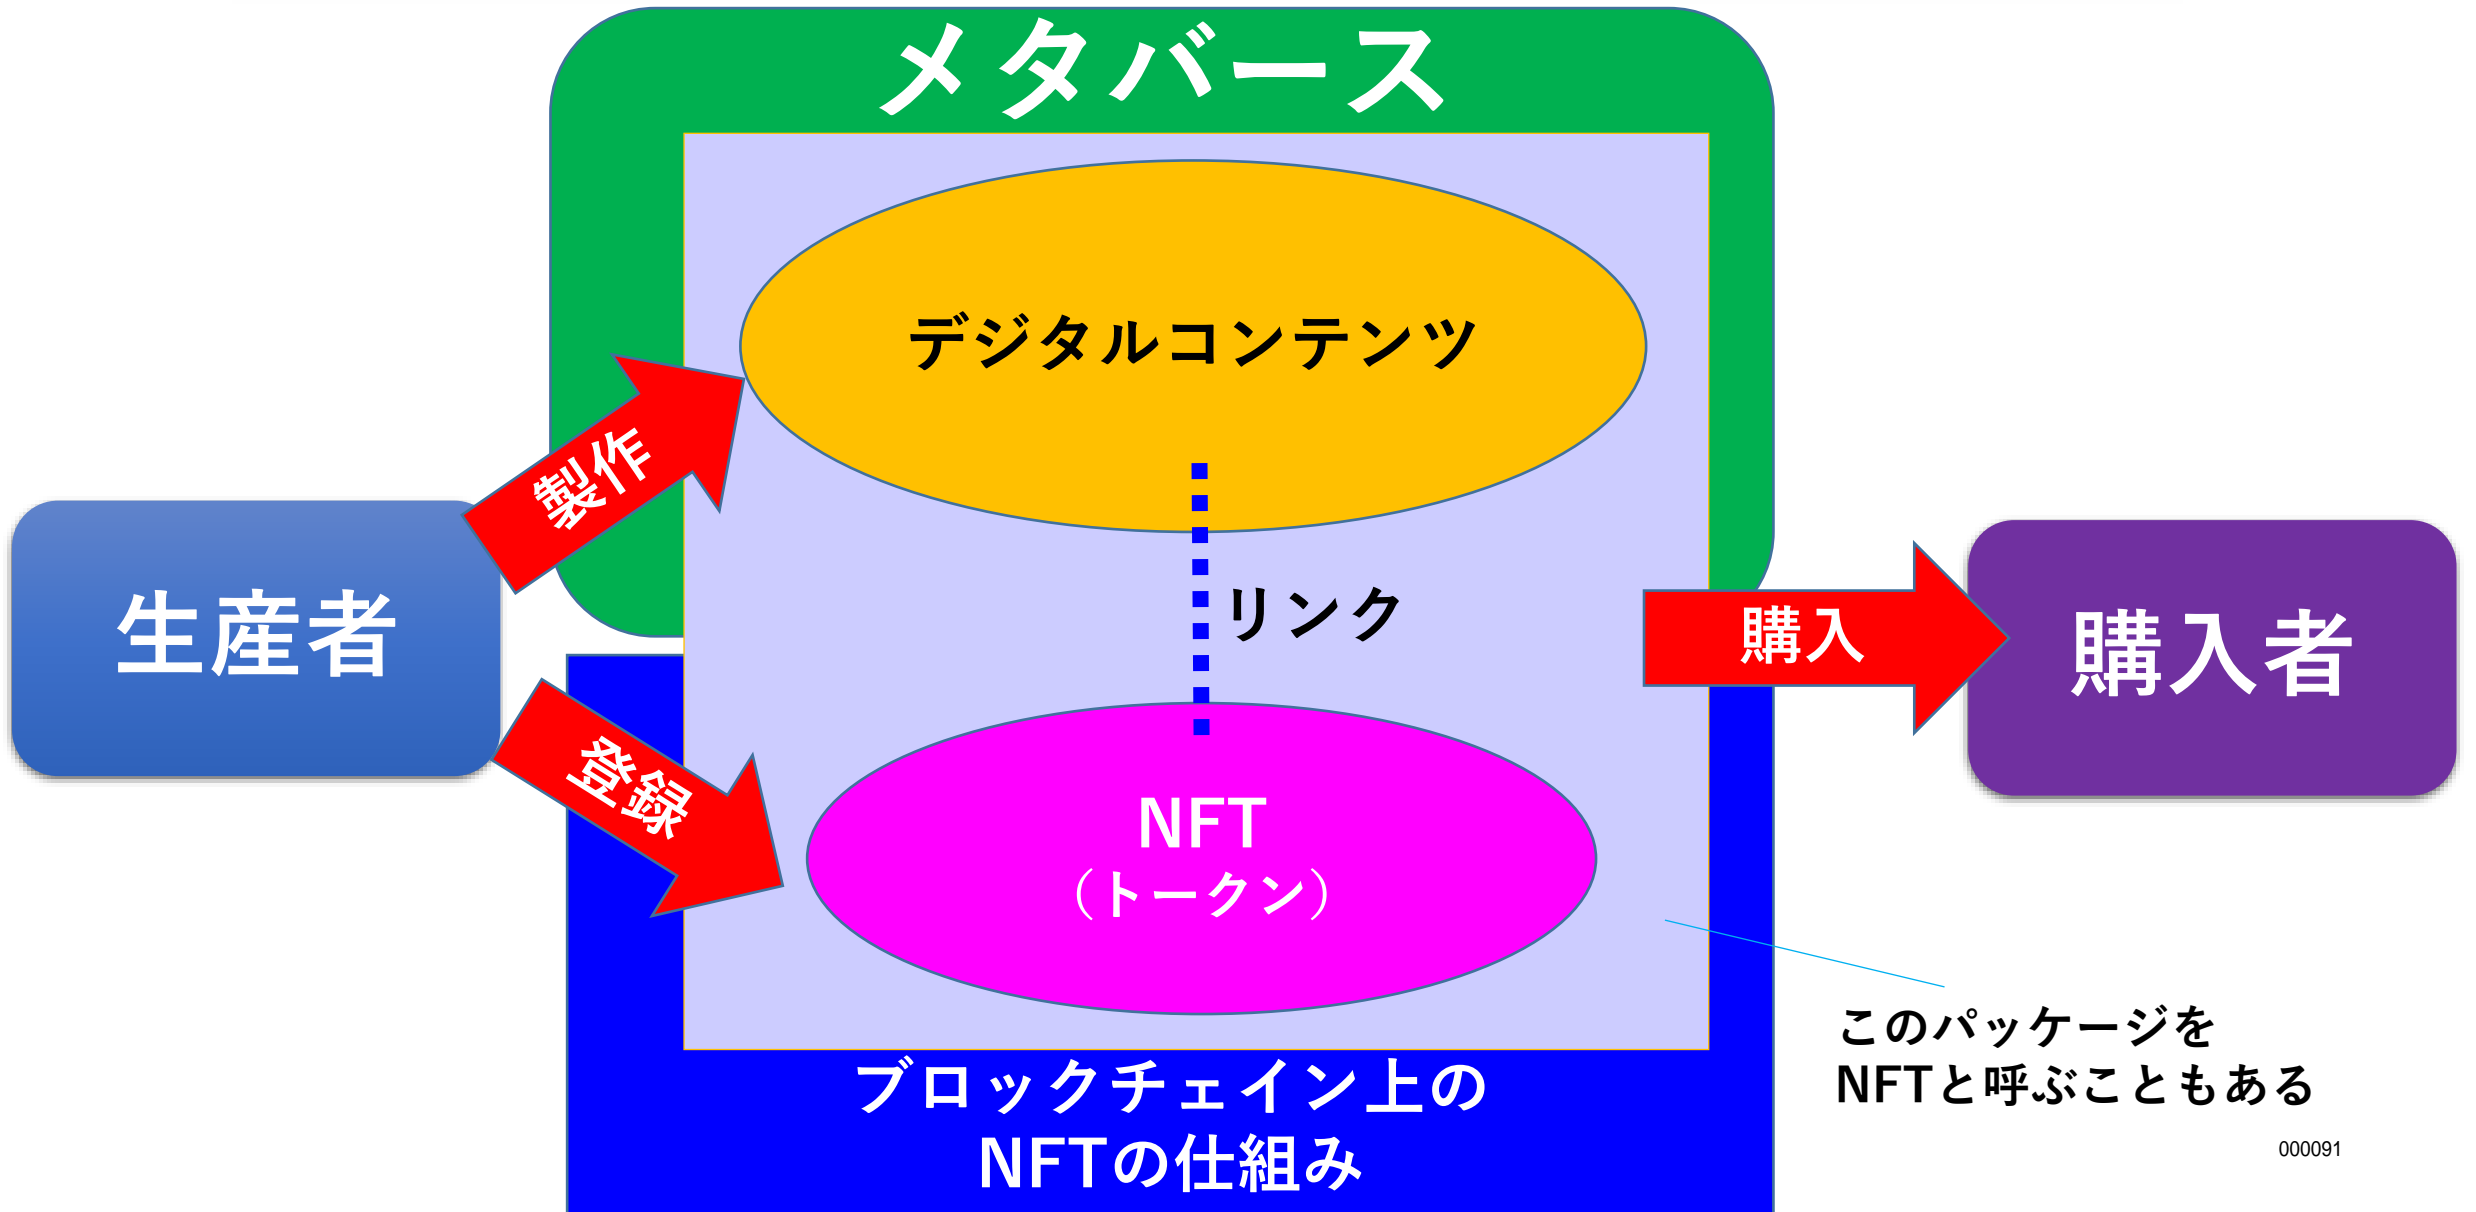 メタバース
デジタルコンテンツ
製作
生産者
リンク
購入
購入者
登録
NFT
（トークン）
このパッケージを
NFTと呼ぶこともある
ブロックチェイン上の
NFTの仕組み
000091